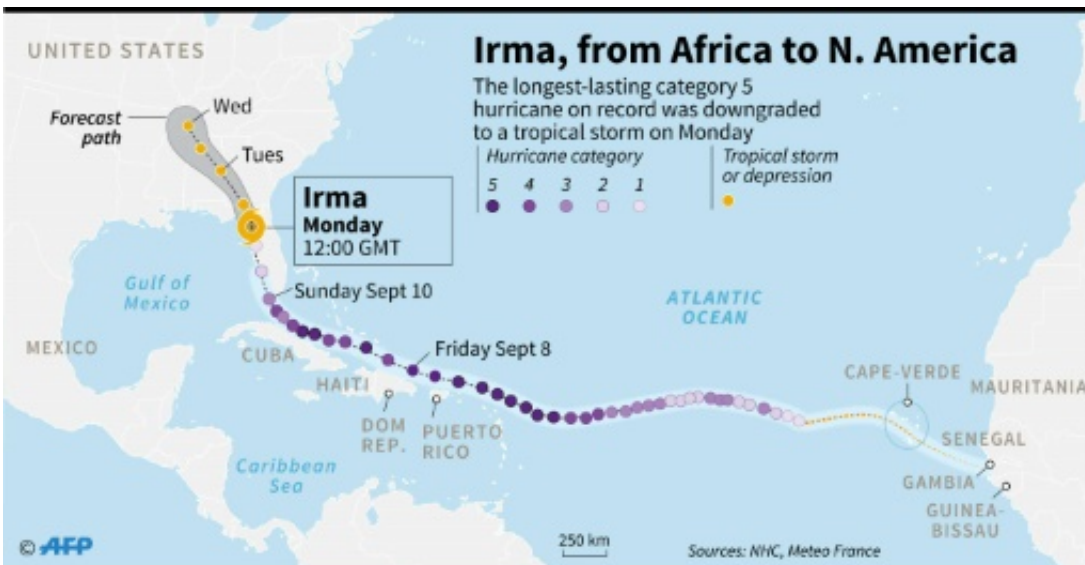 Irma, from Africa to N. America
The longest-lasting category 5
hurricane on record was downgraded
to a tropical storm on Monday
Hurricane category
5 4 3 2 1
Tropical storm
or depression
UNITED STATES
Forecast
path
Wed
Tues
Irma
Monday
12:00 GMT
Gulf of
Mexico
Sunday Sept 10
ATLANTIC
OCEAN
MEXICO
CUBA
Friday Sept 8
HAITI
DOM
REP.
PUERTO
RICO
CAPE-VERDE
MAURITANIA
SENEGAL
GAMBIA
GUINEA-
BISSAU
Caribbean
Sea
© AFP
250 km
Sources: NHC, Meteo France